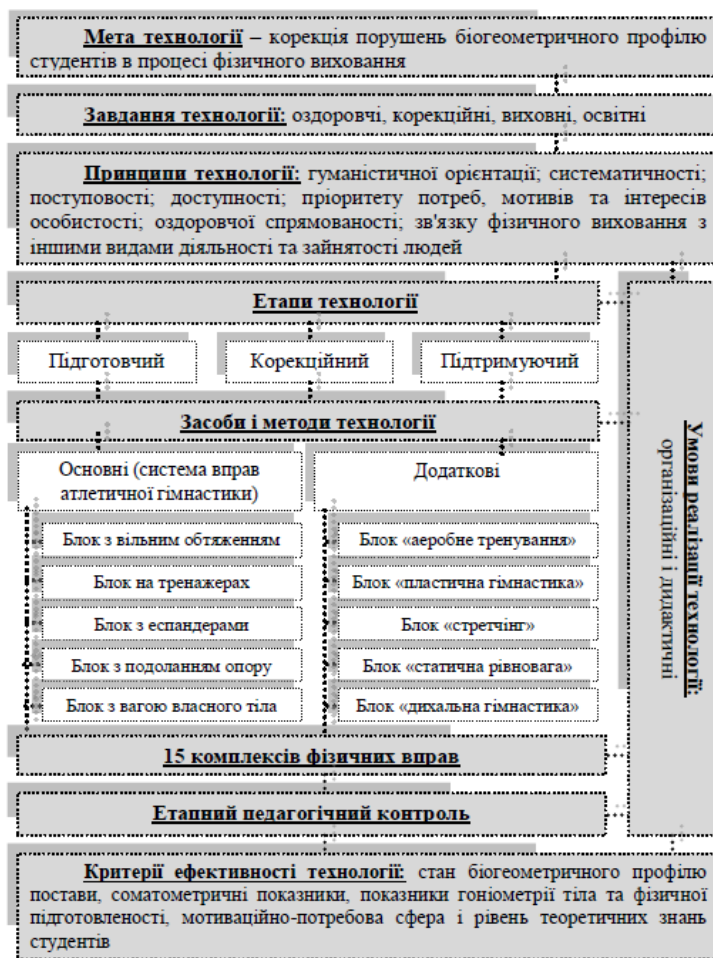 Мета технології – корекція порушень біогеометричного профілю
студентів в процесі фізичного виховання
Завдання технології: оздоровчі, корекційні, виховні, освітні
Принципи технології: гуманістичної орієнтації; систематичності;
поступовості; доступності; пріоритету потреб, мотивів та інтересів
особистості; оздоровчої спрямованості; зв'язку фізичного виховання з
іншими видами діяльності та зайнятості людей
Етапи технології
Підготовчий
Корекційний
Підтримуючий
Засоби і методи технології
Основні (система вправ
атлетичної гімнастики)
Додаткові
Блок з вільним обтяженням
Блок «аеробне тренування»
Блок на тренажерах
Блок «пластична гімнастика»
Блок з еспандерами
Блок «стретчінг»
Блок з подоланням опору
Блок «статична рівновага»
Блок з вагою власного тіла
Блок «дихальна гімнастика»
15 комплексів фізичних вправ
Етапний педагогічний контроль
Умови реалізації технології:
організаційні і дидактичні
Критерії ефективності технології: стан біогеометричного профілю
постави, соматометричні показники, показники гоніометрії тіла та фізичної
підготовленості, мотиваційно-потребова сфера і рівень теоретичних знань
студентів